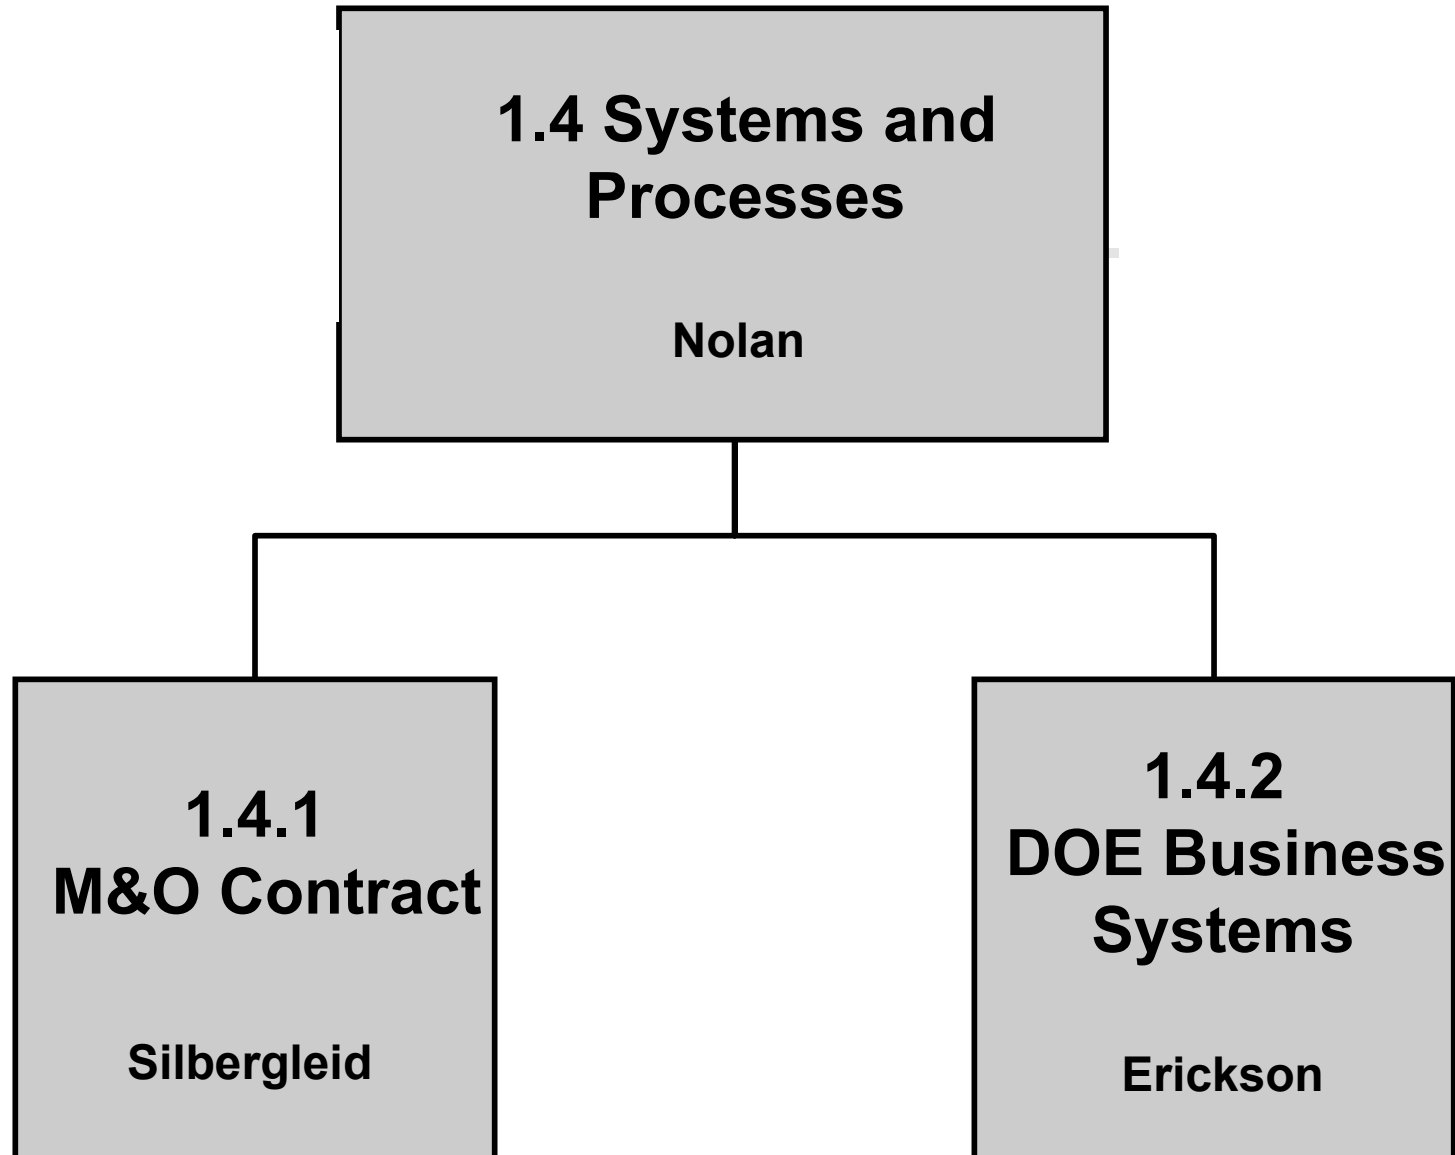 1.4 Systems and
Processes
Nolan
1.4.1
M&O Contract
Silbergleid
1.4.2
DOE Business
Systems
Erickson